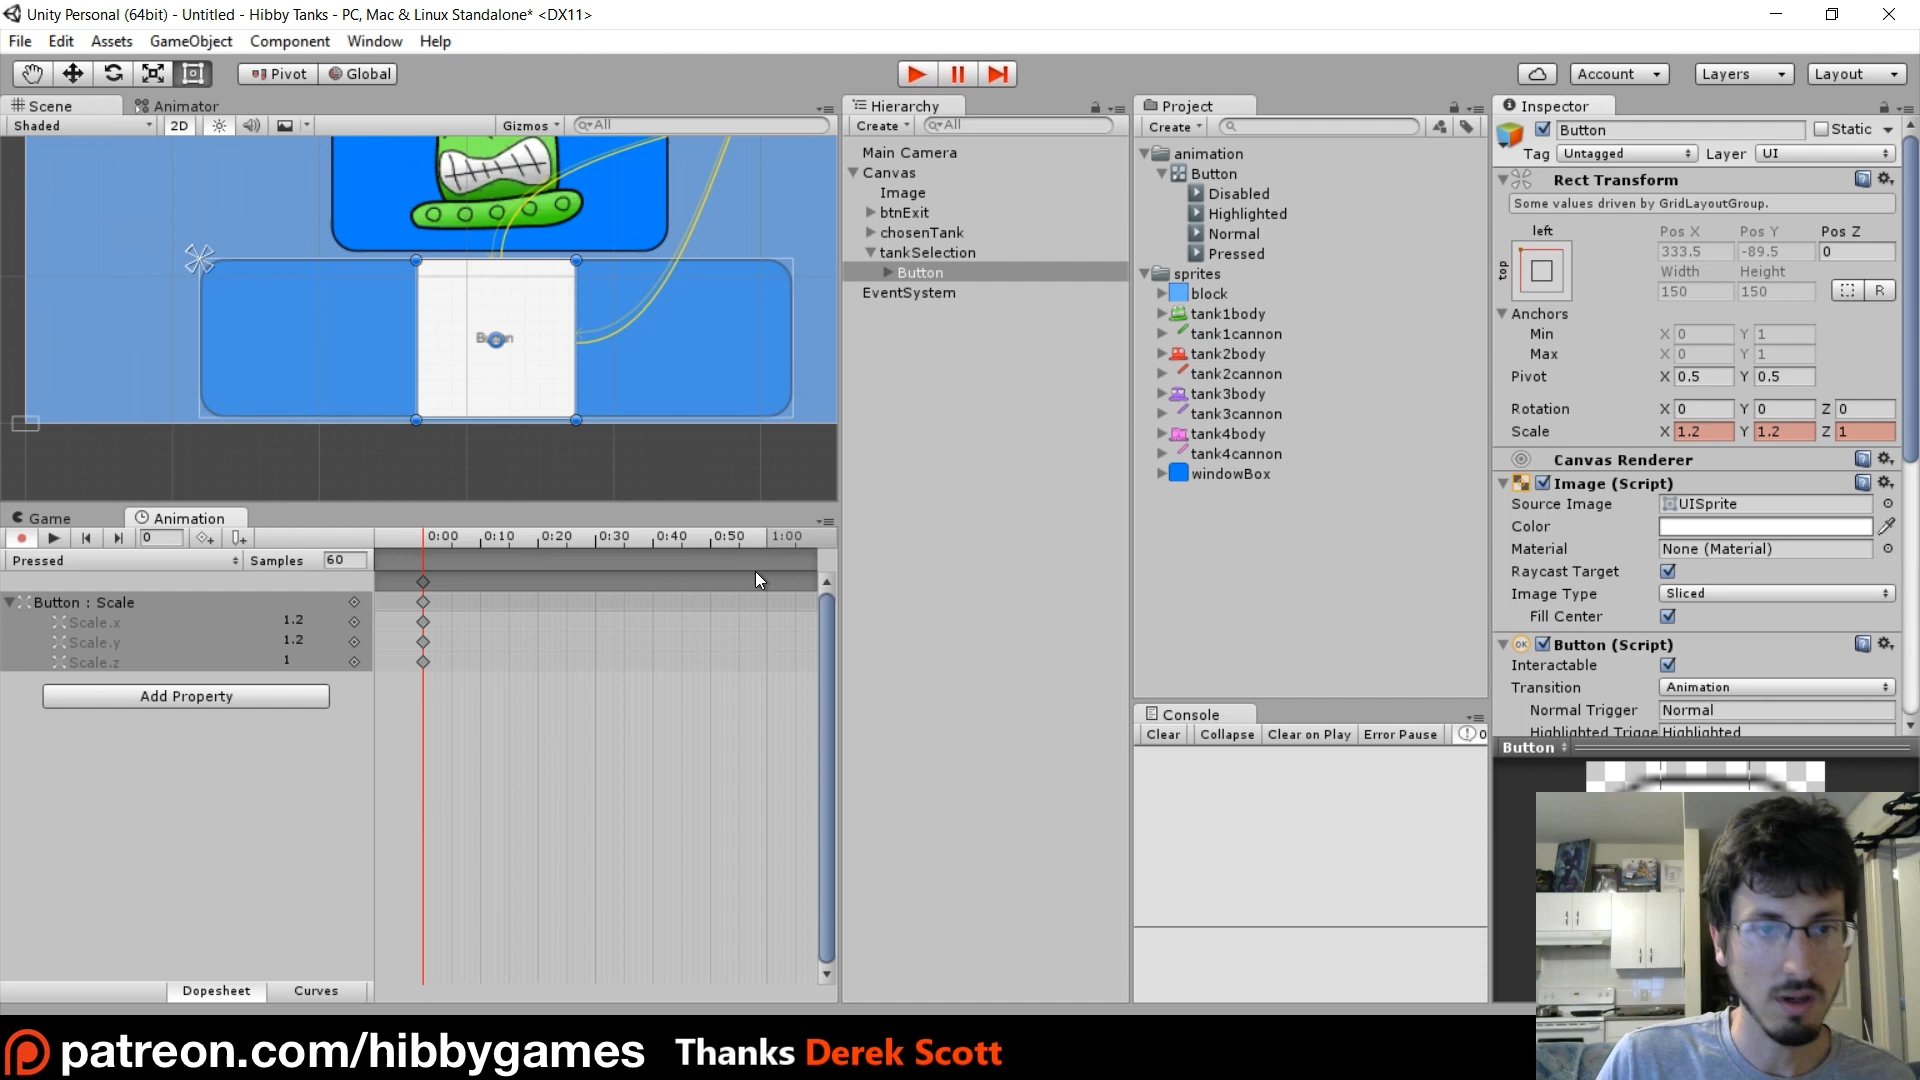 Unity Personal (64bit) - Untitled - Hibby Tanks - PC, Mac & Linux Standalone* <DX11>
File Edit Assets GameObject Component Window Help
Pivot Global Account Layers Layout
Scene Animator
Shaded 2D Gizmos All
Button
Game Animation
0 0:00 0:10 0:20 0:30 0:40 0:50 1:00
Pressed Samples 60
Button : Scale
Scale.x 1.2
Scale.y 1.2
Scale.z 1
Add Property
Dopesheet Curves
Hierarchy
Create All
Main Camera
Canvas
Image
btnExit
chosenTank
tankSelection
Button
EventSystem
Project
Create
animation
Button
Disabled
Highlighted
Normal
Pressed
sprites
block
tank1body
tank1cannon
tank2body
tank2cannon
tank3body
tank3cannon
tank4body
tank4cannon
windowBox
Console
Clear Collapse Clear on Play Error Pause 0
Inspector
Button Static
Tag Untagged Layer UI
Rect Transform
Some values driven by GridLayoutGroup.
left Pos X Pos Y Pos Z
top 333.5 -89.5 0
Width Height
150 150 R
Anchors
Min X 0 Y 1
Max X 0 Y 1
Pivot X 0.5 Y 0.5
Rotation X 0 Y 0 Z 0
Scale X 1.2 Y 1.2 Z 1
Canvas Renderer
Image (Script)
Source Image UISprite
Color
Material None (Material)
Raycast Target
Image Type Sliced
Fill Center
OK Button (Script)
Interactable
Transition Animation
Normal Trigger Normal
Highlighted Trigge Highlighted
Button
patreon.com/hibbygames Thanks Derek Scott